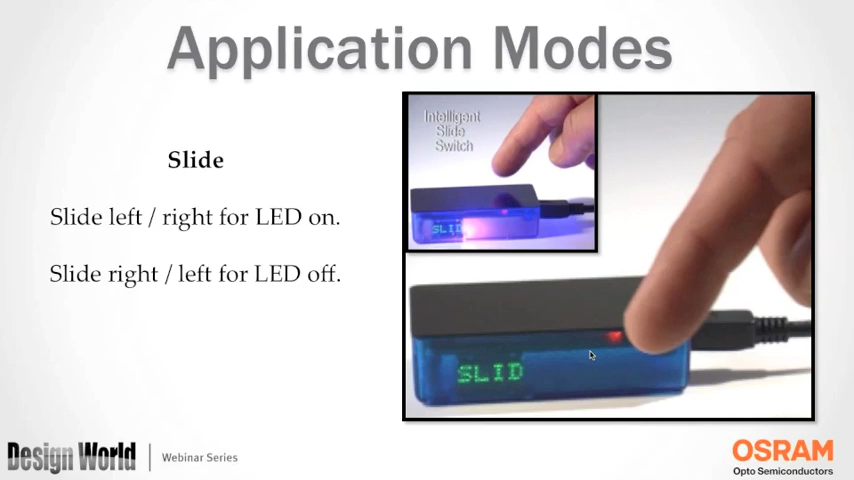 Application Modes
Slide
Slide left / right for LED on.
Slide right / left for LED off.
Intelligent
Slide
Switch
SLID
SLID
Design World
Webinar Series
OSRAM
Opto Semiconductors